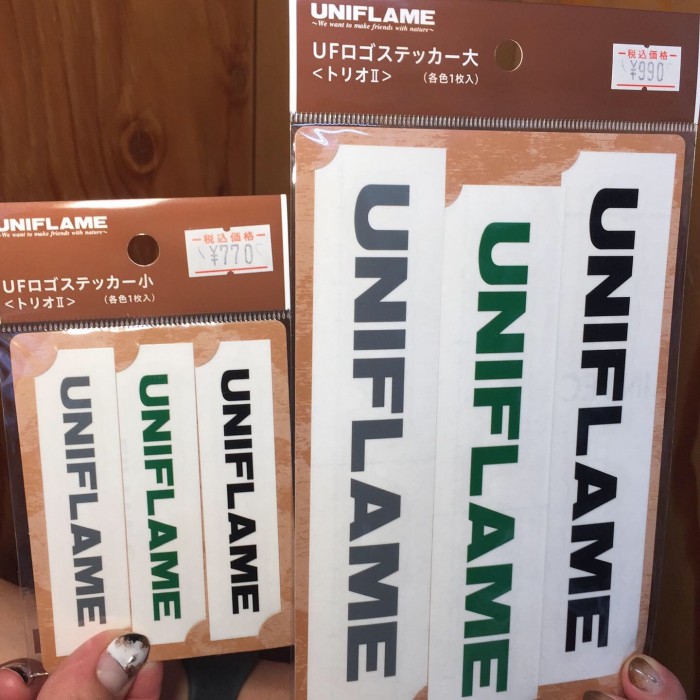 UNIFLAME
~We want to make friends with nature~
UFロゴステッカー小
<トリオⅡ> (各色1枚入)
税込価格
¥770
UNIFLAME
UNIFLAME
UNIFLAME
UNIFLAME
~We want to make friends with nature~
UFロゴステッカー大
<トリオⅡ> (各色1枚入)
税込価格
¥990
UNIFLAME
UNIFLAME
UNIFLAME